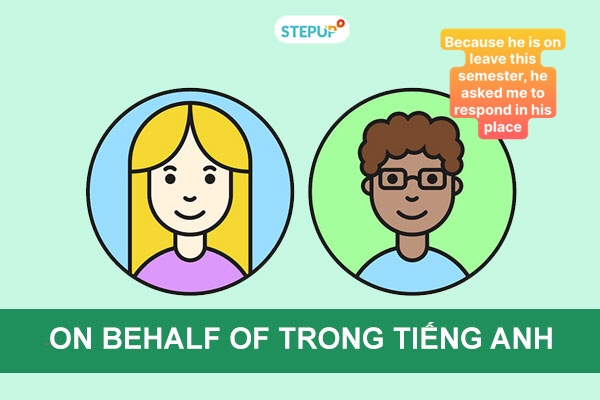 STEPUP
Because he is on
leave this
semester, he
asked me to
respond in his
place
ON BEHALF OF TRONG TIẾNG ANH